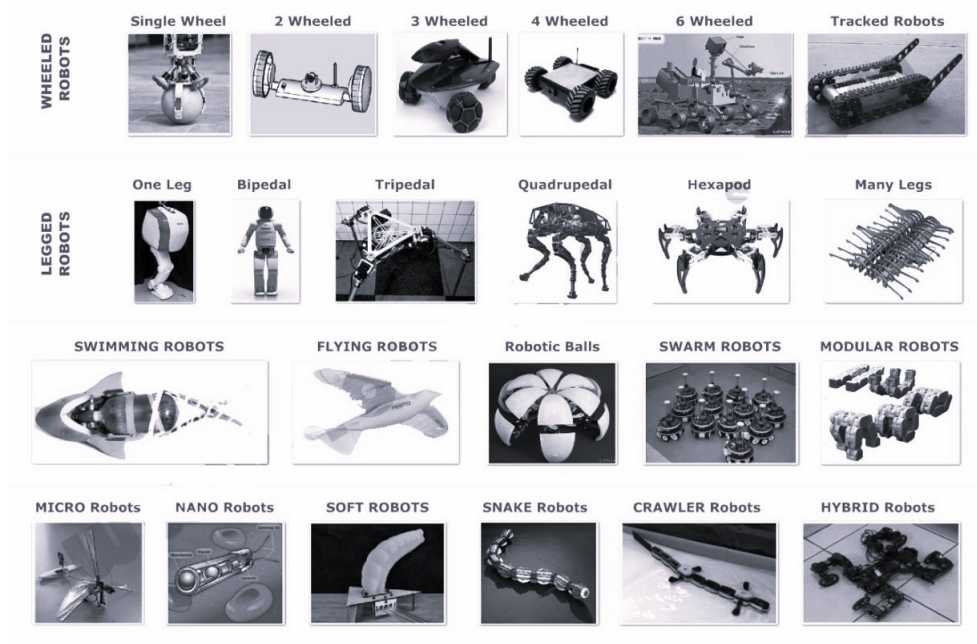 Single Wheel
2 Wheeled
3 Wheeled
4 Wheeled
6 Wheeled
Tracked Robots
WHEELED
ROBOTS
One Leg
Bipedal
Tripedal
Quadrupedal
Hexapod
Many Legs
LEGGED
ROBOTS
SWIMMING ROBOTS
FLYING ROBOTS
Robotic Balls
SWARM ROBOTS
MODULAR ROBOTS
MICRO Robots
NANO Robots
SOFT ROBOTS
SNAKE Robots
CRAWLER Robots
HYBRID Robots